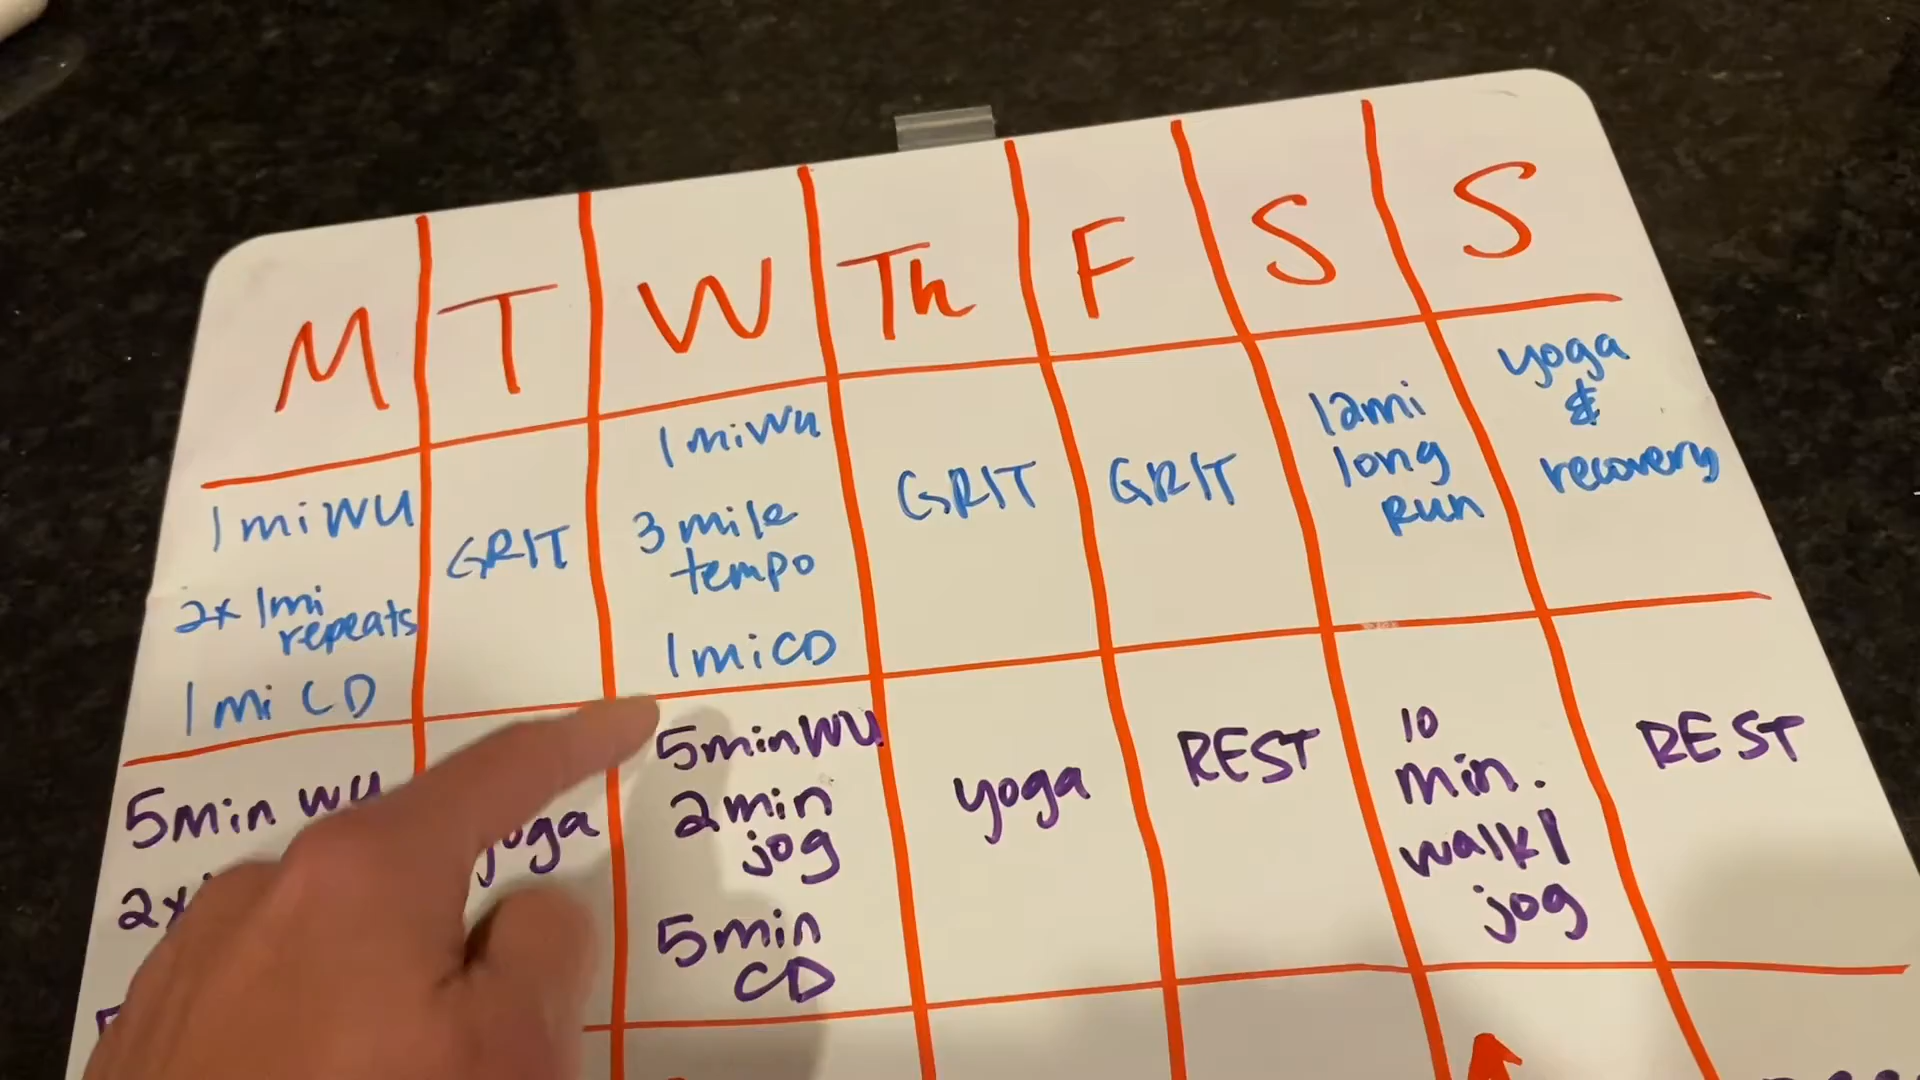 M T W Th F S S
1 mi WU
2x 1mi
repeats
1 mi CD
GRIT
1 mi WU
3 mile
tempo
1 mi CD
GRIT
GRIT
12mi
long
run
yoga
&
recovery
5min WU
2x
yoga
5min WU
2min
jog
5min
CD
yoga
REST
10
min.
walk/
jog
REST